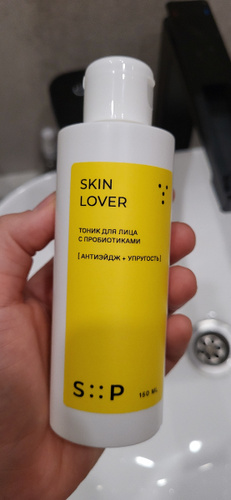 SKIN
LOVER
ТОНИК ДЛЯ ЛИЦА
С ПРОБИОТИКАМИ
[ АНТИЭЙДЖ + УПРУГОСТЬ ]
S::P
150 ML